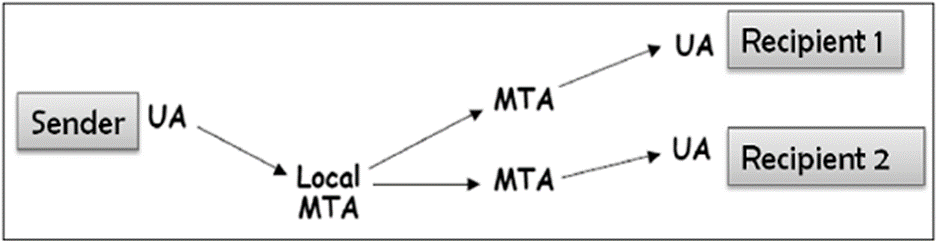 Sender
UA
Local
MTA
MTA
UA
Recipient 1
MTA
UA
Recipient 2